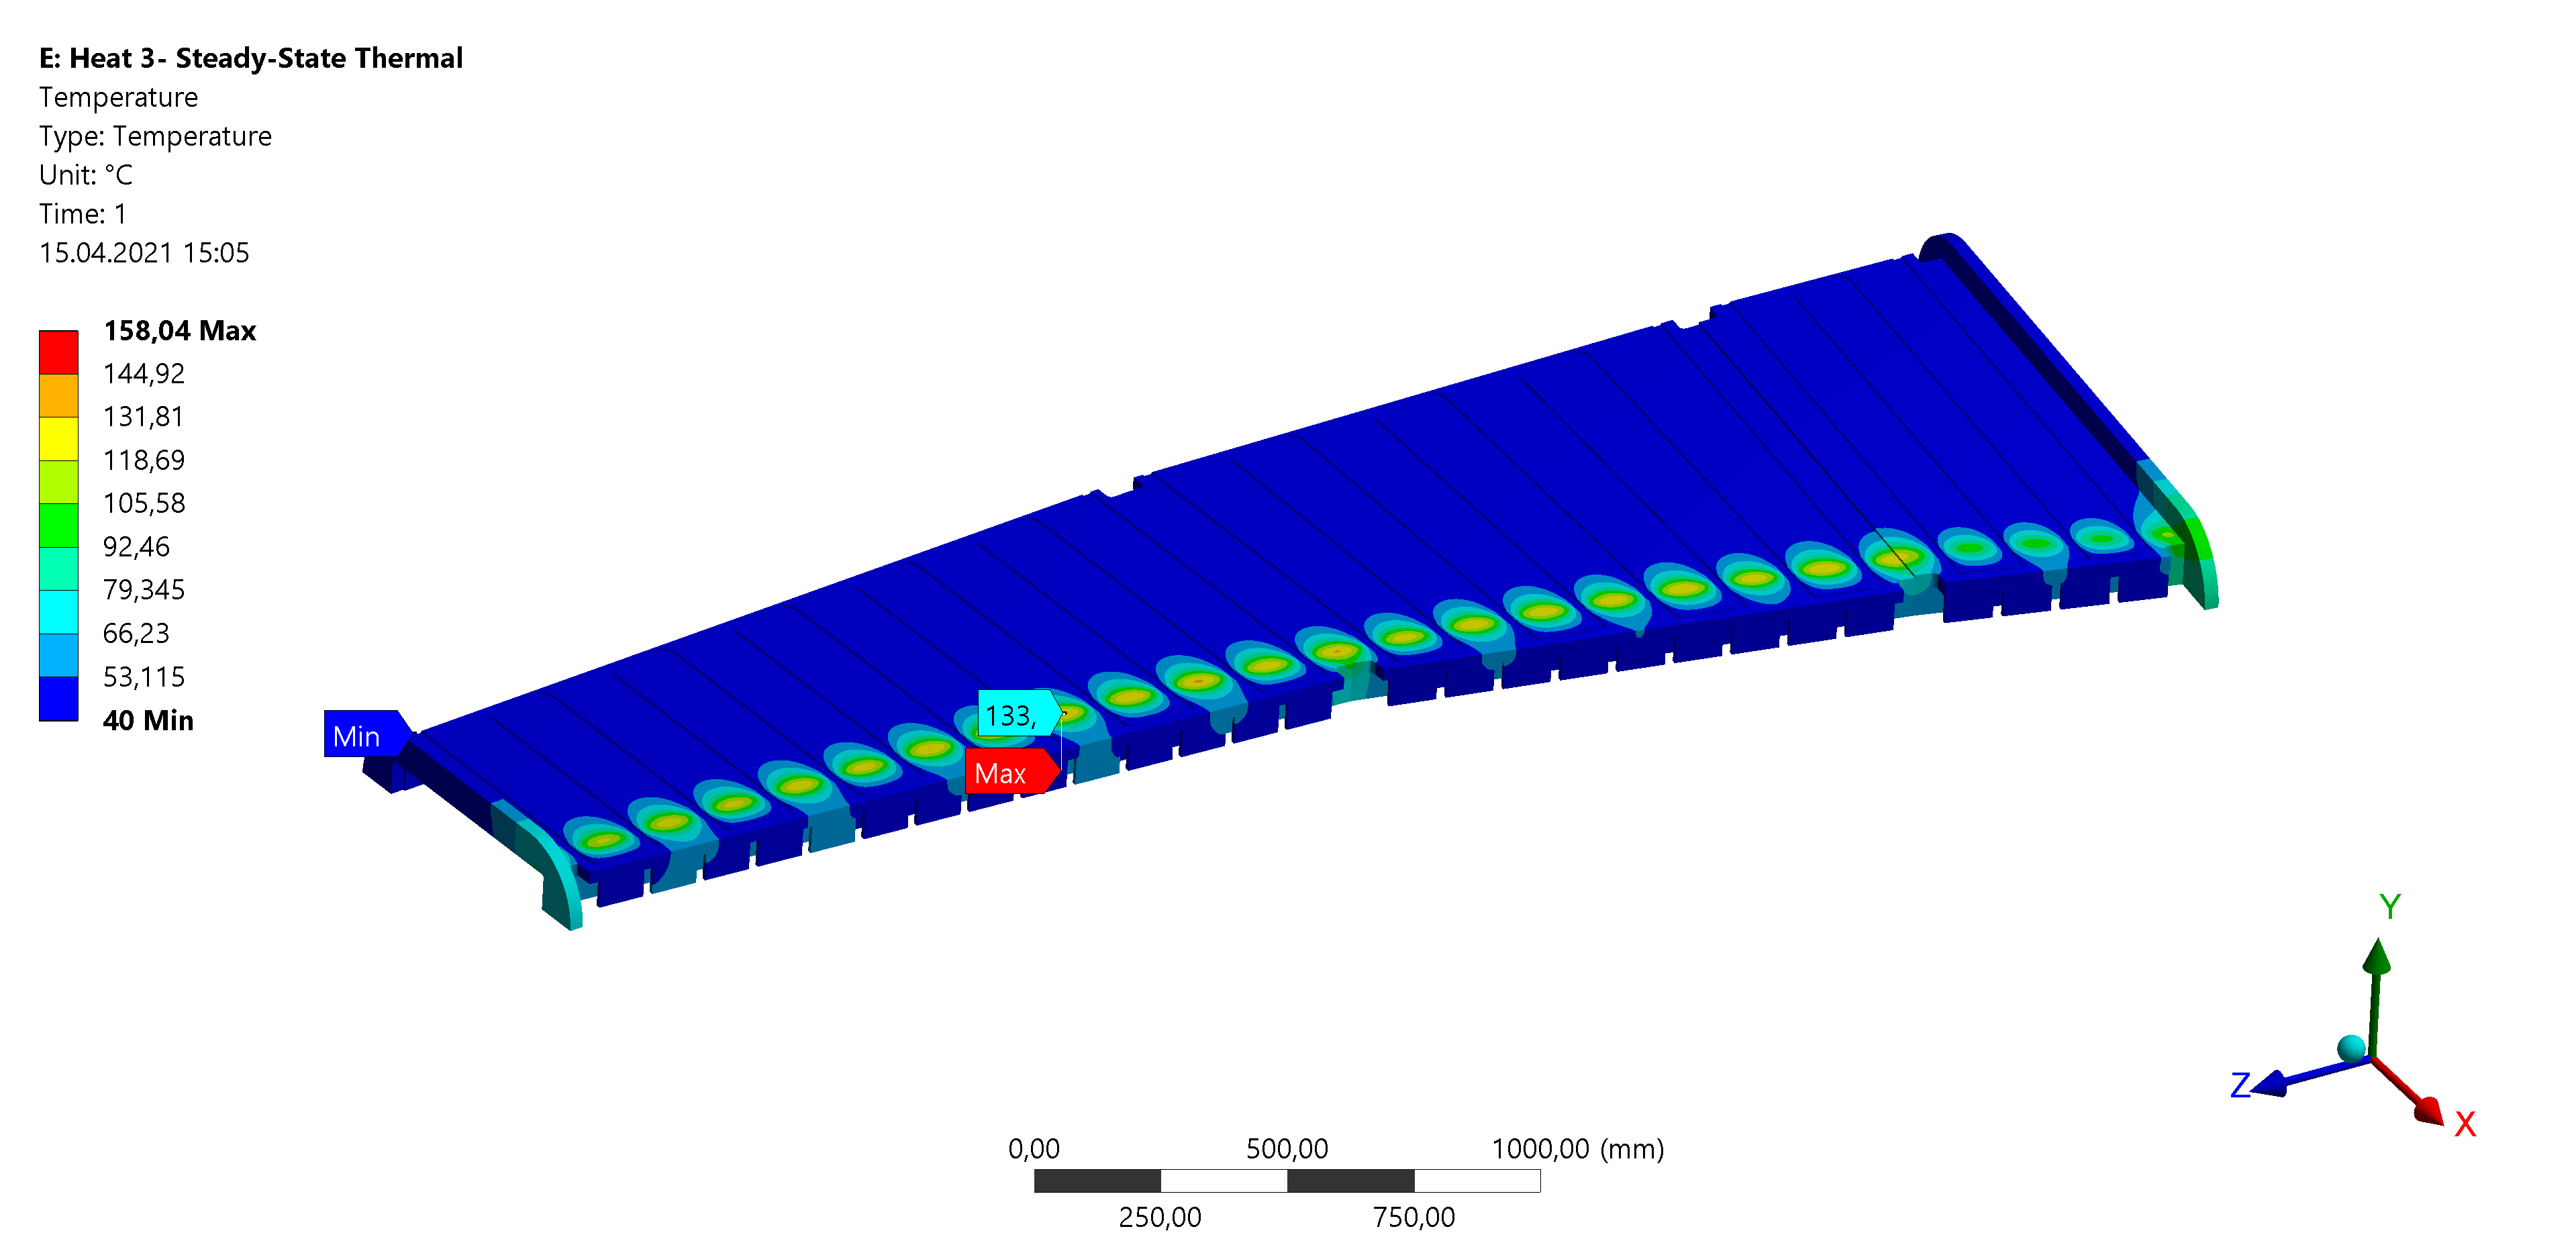 E: Heat 3- Steady-State Thermal
Temperature
Type: Temperature
Unit: °C
Time: 1
15.04.2021 15:05
158,04 Max
144,92
131,81
118,69
105,58
92,46
79,345
66,23
53,115
40 Min
Min
133,
Max
Y
Z
X
0,00 500,00 1000,00 (mm)
250,00 750,00